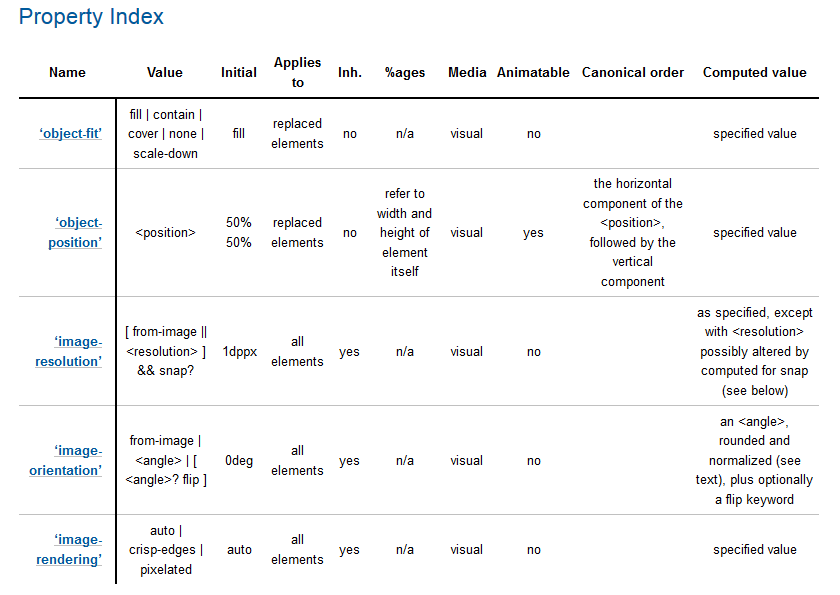 Property Index
Name Value Initial Applies to Inh. %ages Media Animatable Canonical order Computed value
‘object-fit’ fill | contain | cover | none | scale-down fill replaced elements no n/a visual no specified value
‘object-position’ <position> 50% 50% replaced elements no refer to width and height of element itself visual yes the horizontal component of the <position>, followed by the vertical component specified value
‘image-resolution’ [ from-image || <resolution> ] && snap? 1dppx all elements yes n/a visual no as specified, except with <resolution> possibly altered by computed for snap (see below)
‘image-orientation’ from-image | <angle> | [ <angle>? flip ] 0deg all elements yes n/a visual no an <angle>, rounded and normalized (see text), plus optionally a flip keyword
‘image-rendering’ auto | crisp-edges | pixelated auto all elements yes n/a visual no specified value